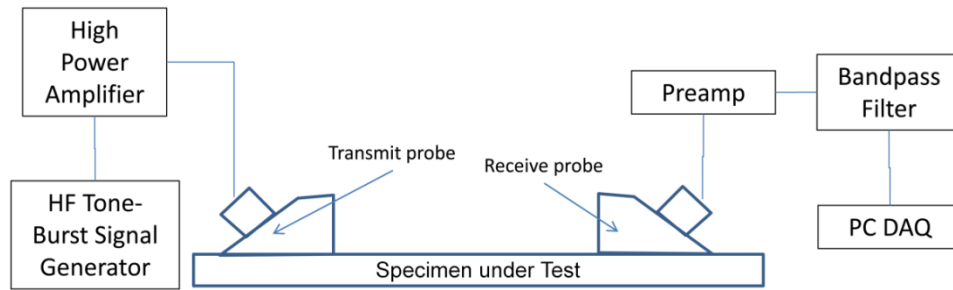 High
Power
Amplifier
HF Tone-
Burst Signal
Generator
Transmit probe
Receive probe
Preamp
Bandpass
Filter
PC DAQ
Specimen under Test